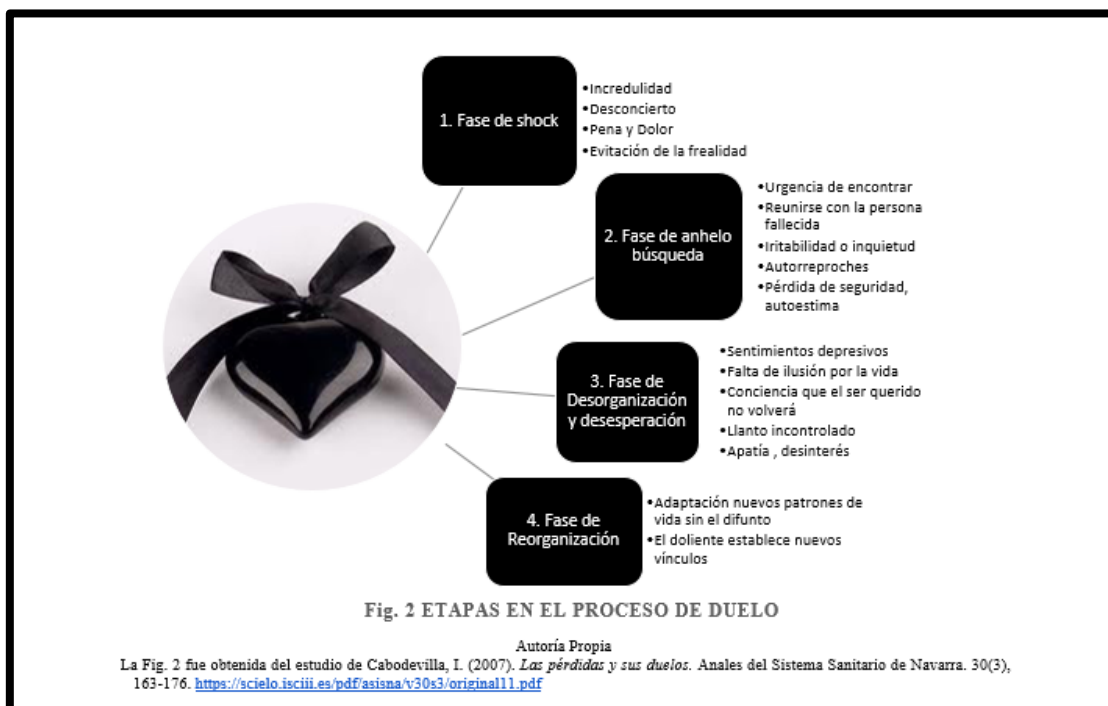 1. Fase de shock
•Incredulidad
•Desconcierto
•Pena y Dolor
•Evitación de la frealidad
2. Fase de anhelo
búsqueda
•Urgencia de encontrar
•Reunirse con la persona
fallecida
•Iritabilidad o inquietud
•Autorreproches
•Pérdida de seguridad,
autoestima
3. Fase de
Desorganización
y desesperación
•Sentimientos depresivos
•Falta de ilusión por la vida
•Conciencia que el ser querido
no volverá
•Llanto incontrolado
•Apatía , desinterés
4. Fase de
Reorganización
•Adaptación nuevos patrones de
vida sin el difunto
•El doliente establece nuevos
vínculos
Fig. 2 ETAPAS EN EL PROCESO DE DUELO
Autoría Propia
La Fig. 2 fue obtenida del estudio de Cabodevilla, I. (2007). Las pérdidas y sus duelos. Anales del Sistema Sanitario de Navarra. 30(3),
163-176. https://scielo.isciii.es/pdf/asisna/v30s3/original11.pdf